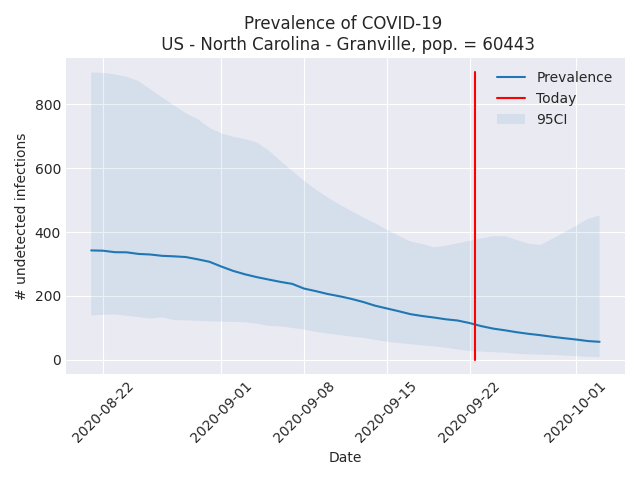 Prevalence of COVID-19
US - North Carolina - Granville, pop. = 60443
Prevalence
Today
95CI
800
600
400
200
0
# undetected infections
2020-08-22
2020-09-01
2020-09-08
2020-09-15
2020-09-22
2020-10-01
Date